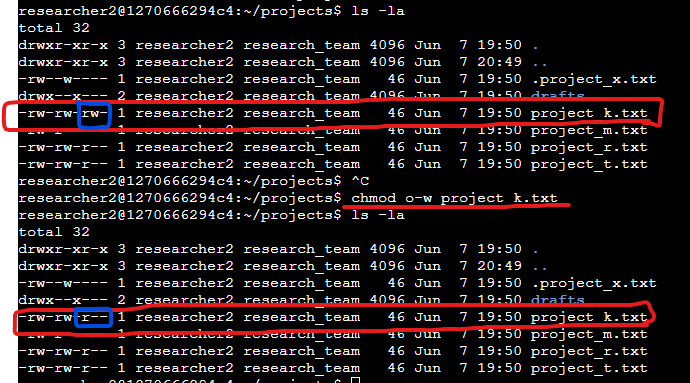 researcher2@1270666294c4:~/projects$ ls -la
total 32
drwxr-xr-x 3 researcher2 research_team 4096 Jun  7 19:50 .
drwxr-xr-x 3 researcher2 research_team 4096 Jun  7 20:49 ..
-rw--w---- 1 researcher2 research_team   46 Jun  7 19:50 .project_x.txt
drwx--x--- 2 researcher2 research_team 4096 Jun  7 19:50 drafts
-rw-rw-rw- 1 researcher2 research_team   46 Jun  7 19:50 project_k.txt
-rw-r----- 1 researcher2 research_team   46 Jun  7 19:50 project_m.txt
-rw-rw-r-- 1 researcher2 research_team   46 Jun  7 19:50 project_r.txt
-rw-rw-r-- 1 researcher2 research_team   46 Jun  7 19:50 project_t.txt
researcher2@1270666294c4:~/projects$ ^C
researcher2@1270666294c4:~/projects$ chmod o-w project_k.txt
researcher2@1270666294c4:~/projects$ ls -la
total 32
drwxr-xr-x 3 researcher2 research_team 4096 Jun  7 19:50 .
drwxr-xr-x 3 researcher2 research_team 4096 Jun  7 20:49 ..
-rw--w---- 1 researcher2 research_team   46 Jun  7 19:50 .project_x.txt
drwx--x--- 2 researcher2 research_team 4096 Jun  7 19:50 drafts
-rw-rw-r-- 1 researcher2 research_team   46 Jun  7 19:50 project_k.txt
-rw-r----- 1 researcher2 research_team   46 Jun  7 19:50 project_m.txt
-rw-rw-r-- 1 researcher2 research_team   46 Jun  7 19:50 project_r.txt
-rw-rw-r-- 1 researcher2 research_team   46 Jun  7 19:50 project_t.txt
researcher2@1270666294c4:~/projects$